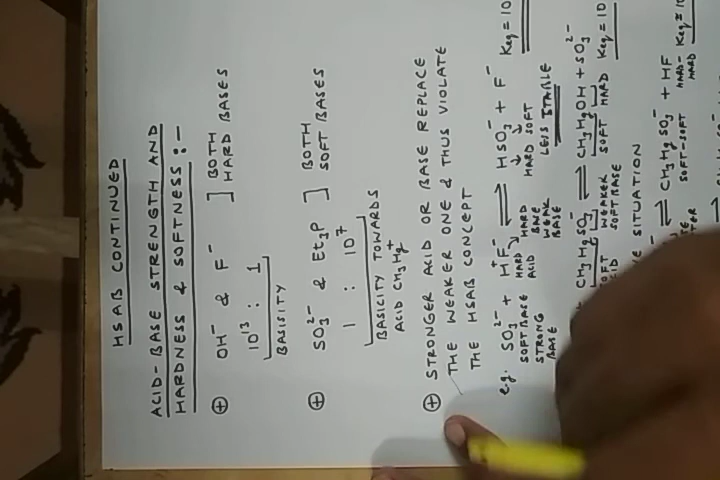 HSAB CONTINUED
ACID-BASE STRENGTH AND
HARDNESS & SOFTNESS :-
⊕ OH⁻ & F⁻ ] BOTH HARD BASES
10¹³ : 1
BASICITY
⊕ SO₃²⁻ & Et₃P ] BOTH SOFT BASES
1 : 10⁷
BASICITY TOWARDS
ACID CH₃Hg⁺
⊕ STRONGER ACID OR BASE REPLACE
THE WEAKER ONE & THUS VIOLATE
THE HSAB CONCEPT
e.g. SO₃²⁻ + HF ⇌ HSO₃⁻ + F⁻ Keq = 10
SOFT BASE STRONG BASE
HARD ACID
HARD BASE WEAK BASE
HARD SOFT
LESS STABLE
CH₃HgSO₃⁻ ⇌ CH₃HgOH + SO₃²⁻
WEAKER
SOFT BASE
SOFT HARD Keq = 10
SITUATION
⇌ CH₃HgSO₃⁻ + HF
SOFT-SOFT HARD-HARD